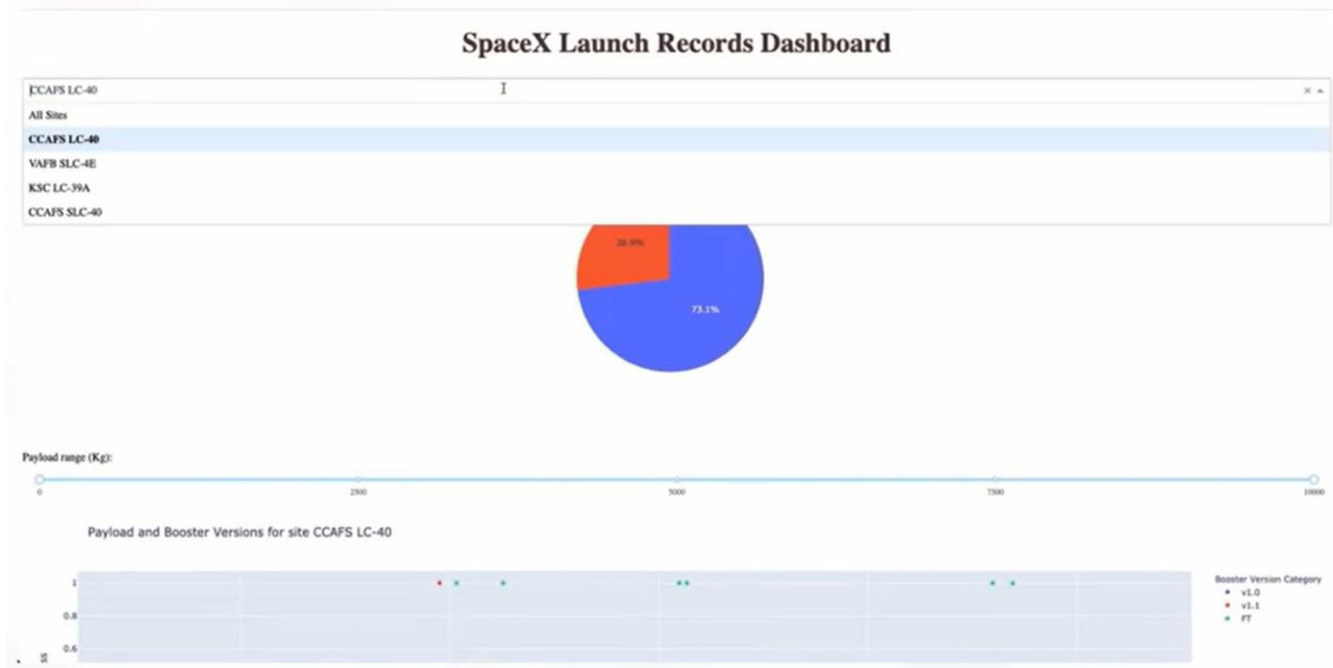 SpaceX Launch Records Dashboard
CCAFS LC-40
All Sites
CCAFS LC-40
VAFB SLC-4E
KSC LC-39A
CCAFS SLC-40
26.9%
73.1%
Payload range (Kg):
0 2500 5000 7500 10000
Payload and Booster Versions for site CCAFS LC-40
Booster Version Category
v1.0
v1.1
FT
1
0.8
0.6